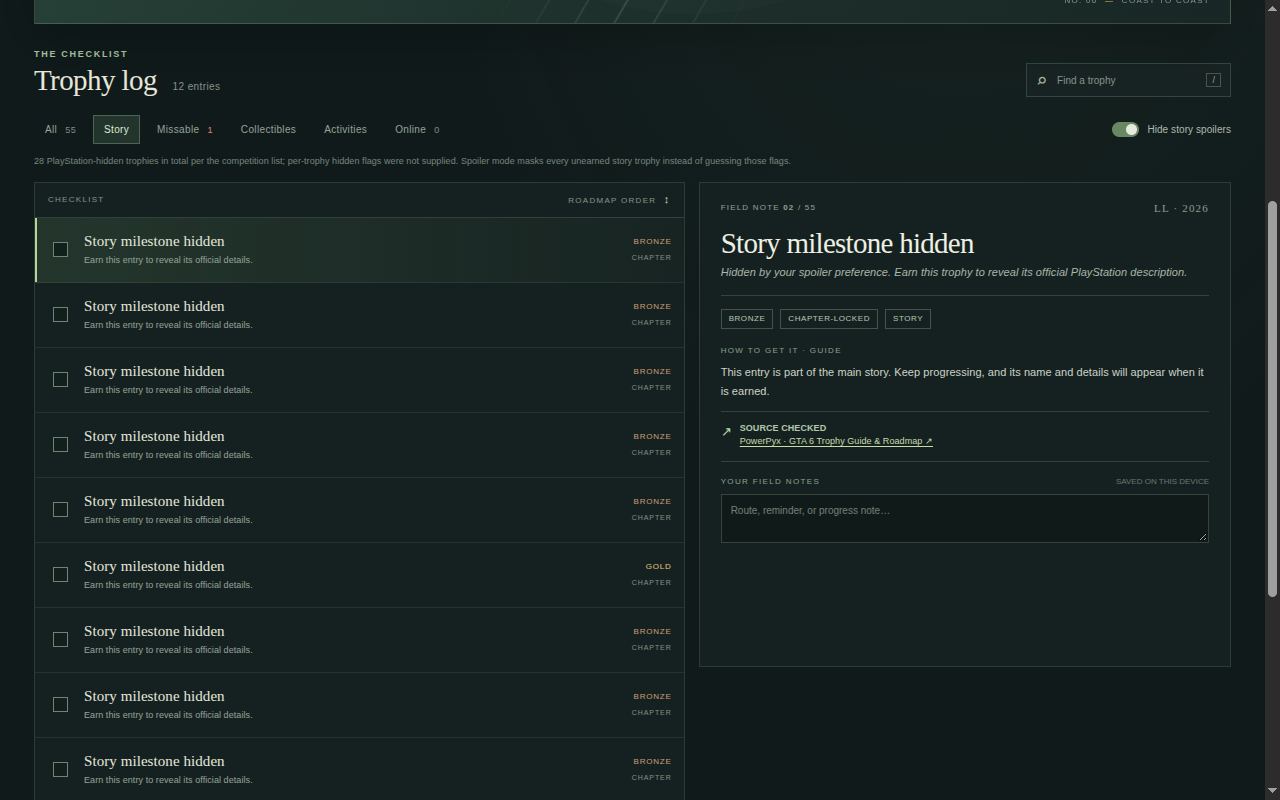 NO. 06 — COAST TO COAST
THE CHECKLIST
Trophy log 12 entries
Find a trophy /
All 55 Story Missable 1 Collectibles Activities Online 0
Hide story spoilers
28 PlayStation-hidden trophies in total per the competition list; per-trophy hidden flags were not supplied. Spoiler mode masks every unearned story trophy instead of guessing those flags.
CHECKLIST ROADMAP ORDER ↕
Story milestone hidden BRONZE
Earn this entry to reveal its official details. CHAPTER
Story milestone hidden BRONZE
Earn this entry to reveal its official details. CHAPTER
Story milestone hidden BRONZE
Earn this entry to reveal its official details. CHAPTER
Story milestone hidden BRONZE
Earn this entry to reveal its official details. CHAPTER
Story milestone hidden BRONZE
Earn this entry to reveal its official details. CHAPTER
Story milestone hidden GOLD
Earn this entry to reveal its official details. CHAPTER
Story milestone hidden BRONZE
Earn this entry to reveal its official details. CHAPTER
Story milestone hidden BRONZE
Earn this entry to reveal its official details. CHAPTER
Story milestone hidden BRONZE
Earn this entry to reveal its official details. CHAPTER
FIELD NOTE 02 / 55 LL · 2026
Story milestone hidden
Hidden by your spoiler preference. Earn this trophy to reveal its official PlayStation description.
BRONZE CHAPTER-LOCKED STORY
HOW TO GET IT · GUIDE
This entry is part of the main story. Keep progressing, and its name and details will appear when it
is earned.
↗ SOURCE CHECKED
PowerPyx · GTA 6 Trophy Guide & Roadmap ↗
YOUR FIELD NOTES SAVED ON THIS DEVICE
Route, reminder, or progress note…